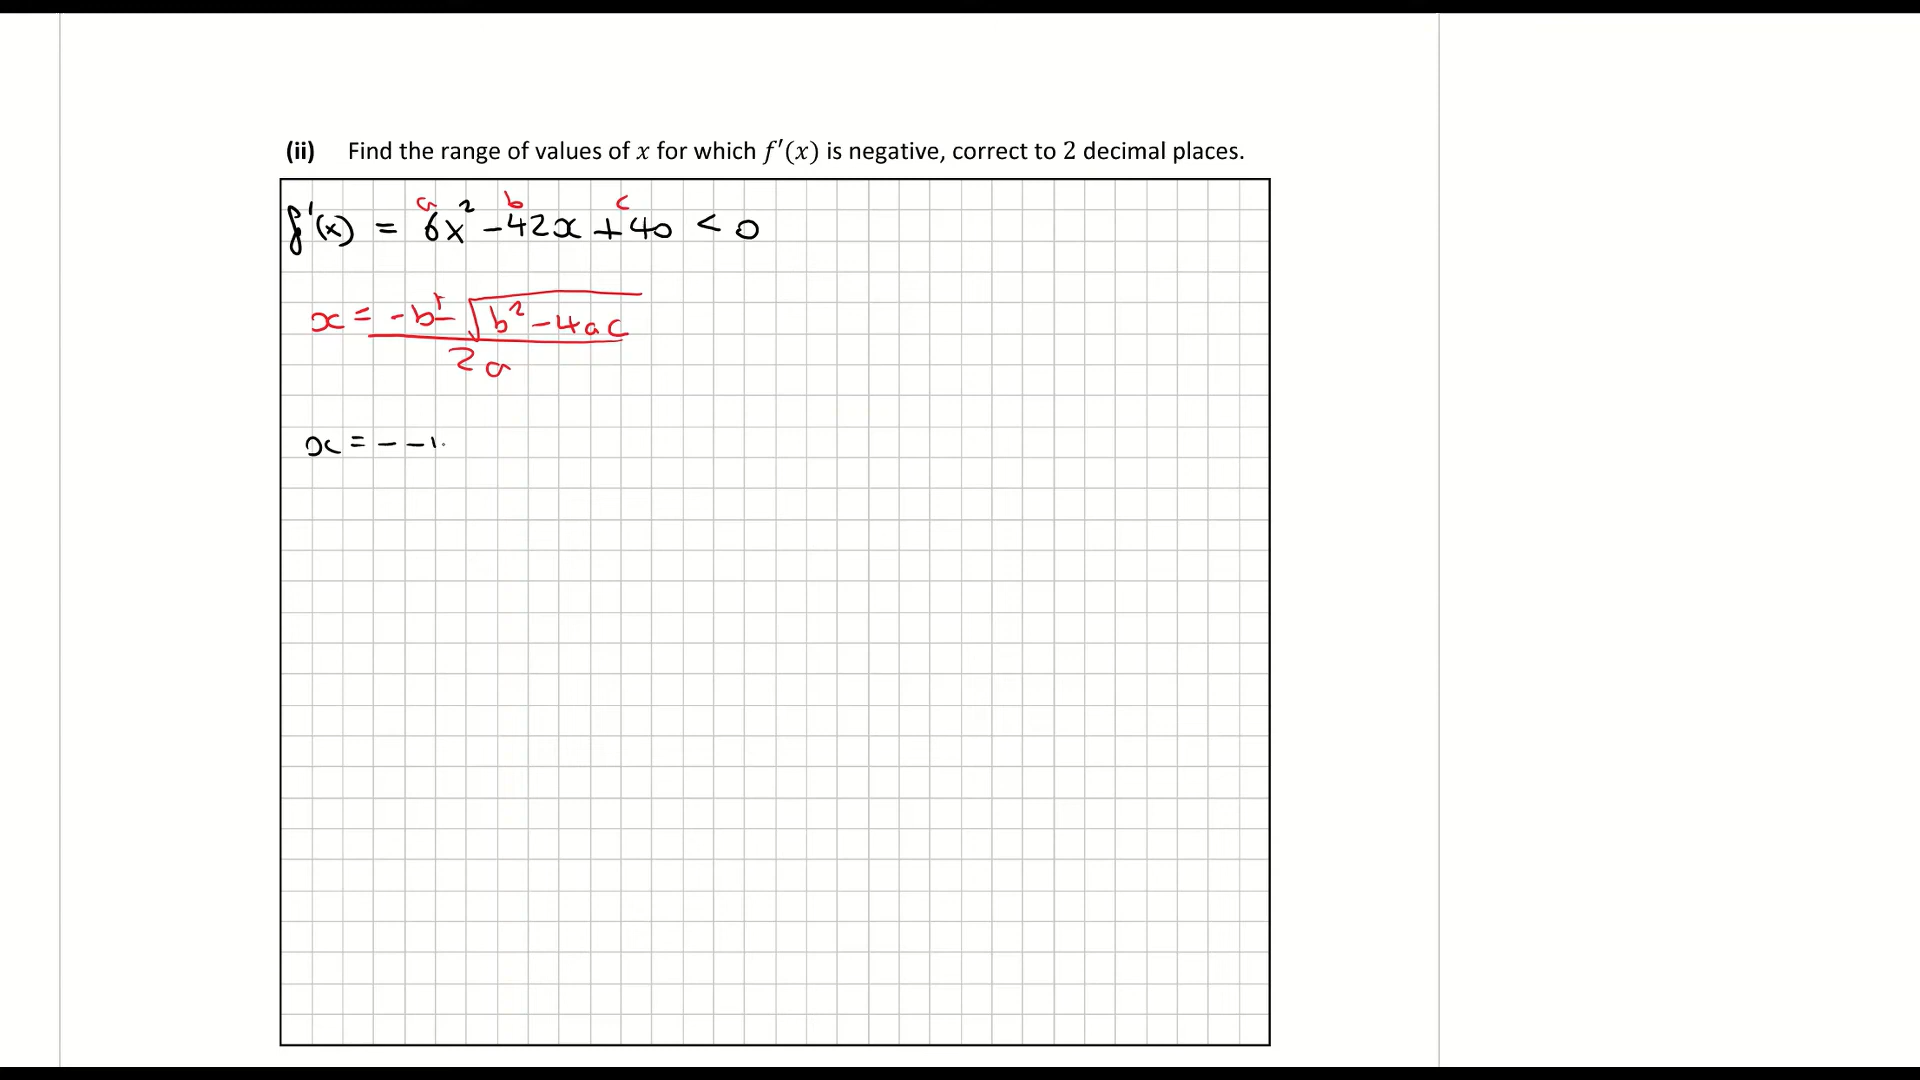 (ii) Find the range of values of x for which f′(x) is negative, correct to 2 decimal places.
a b c
f'(x) = 6x² - 42x + 40 < 0
x = -b ± √b² - 4ac
2a
x = - -